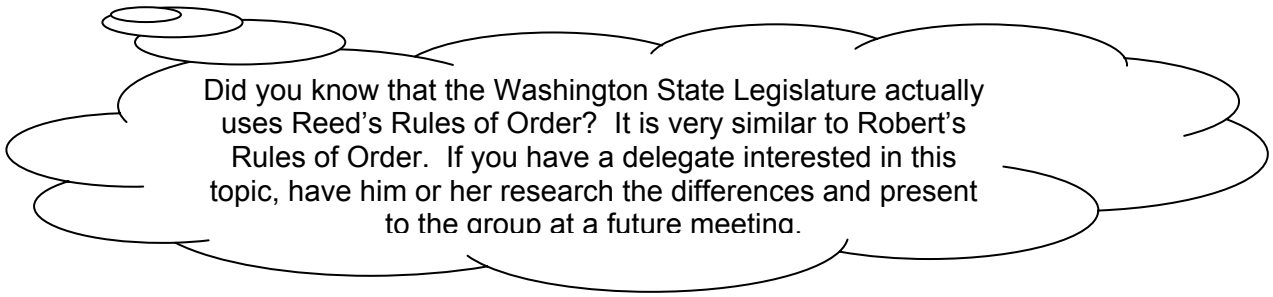 Did you know that the Washington State Legislature actually
uses Reed’s Rules of Order?  It is very similar to Robert’s
Rules of Order.  If you have a delegate interested in this
topic, have him or her research the differences and present
to the group at a future meeting.